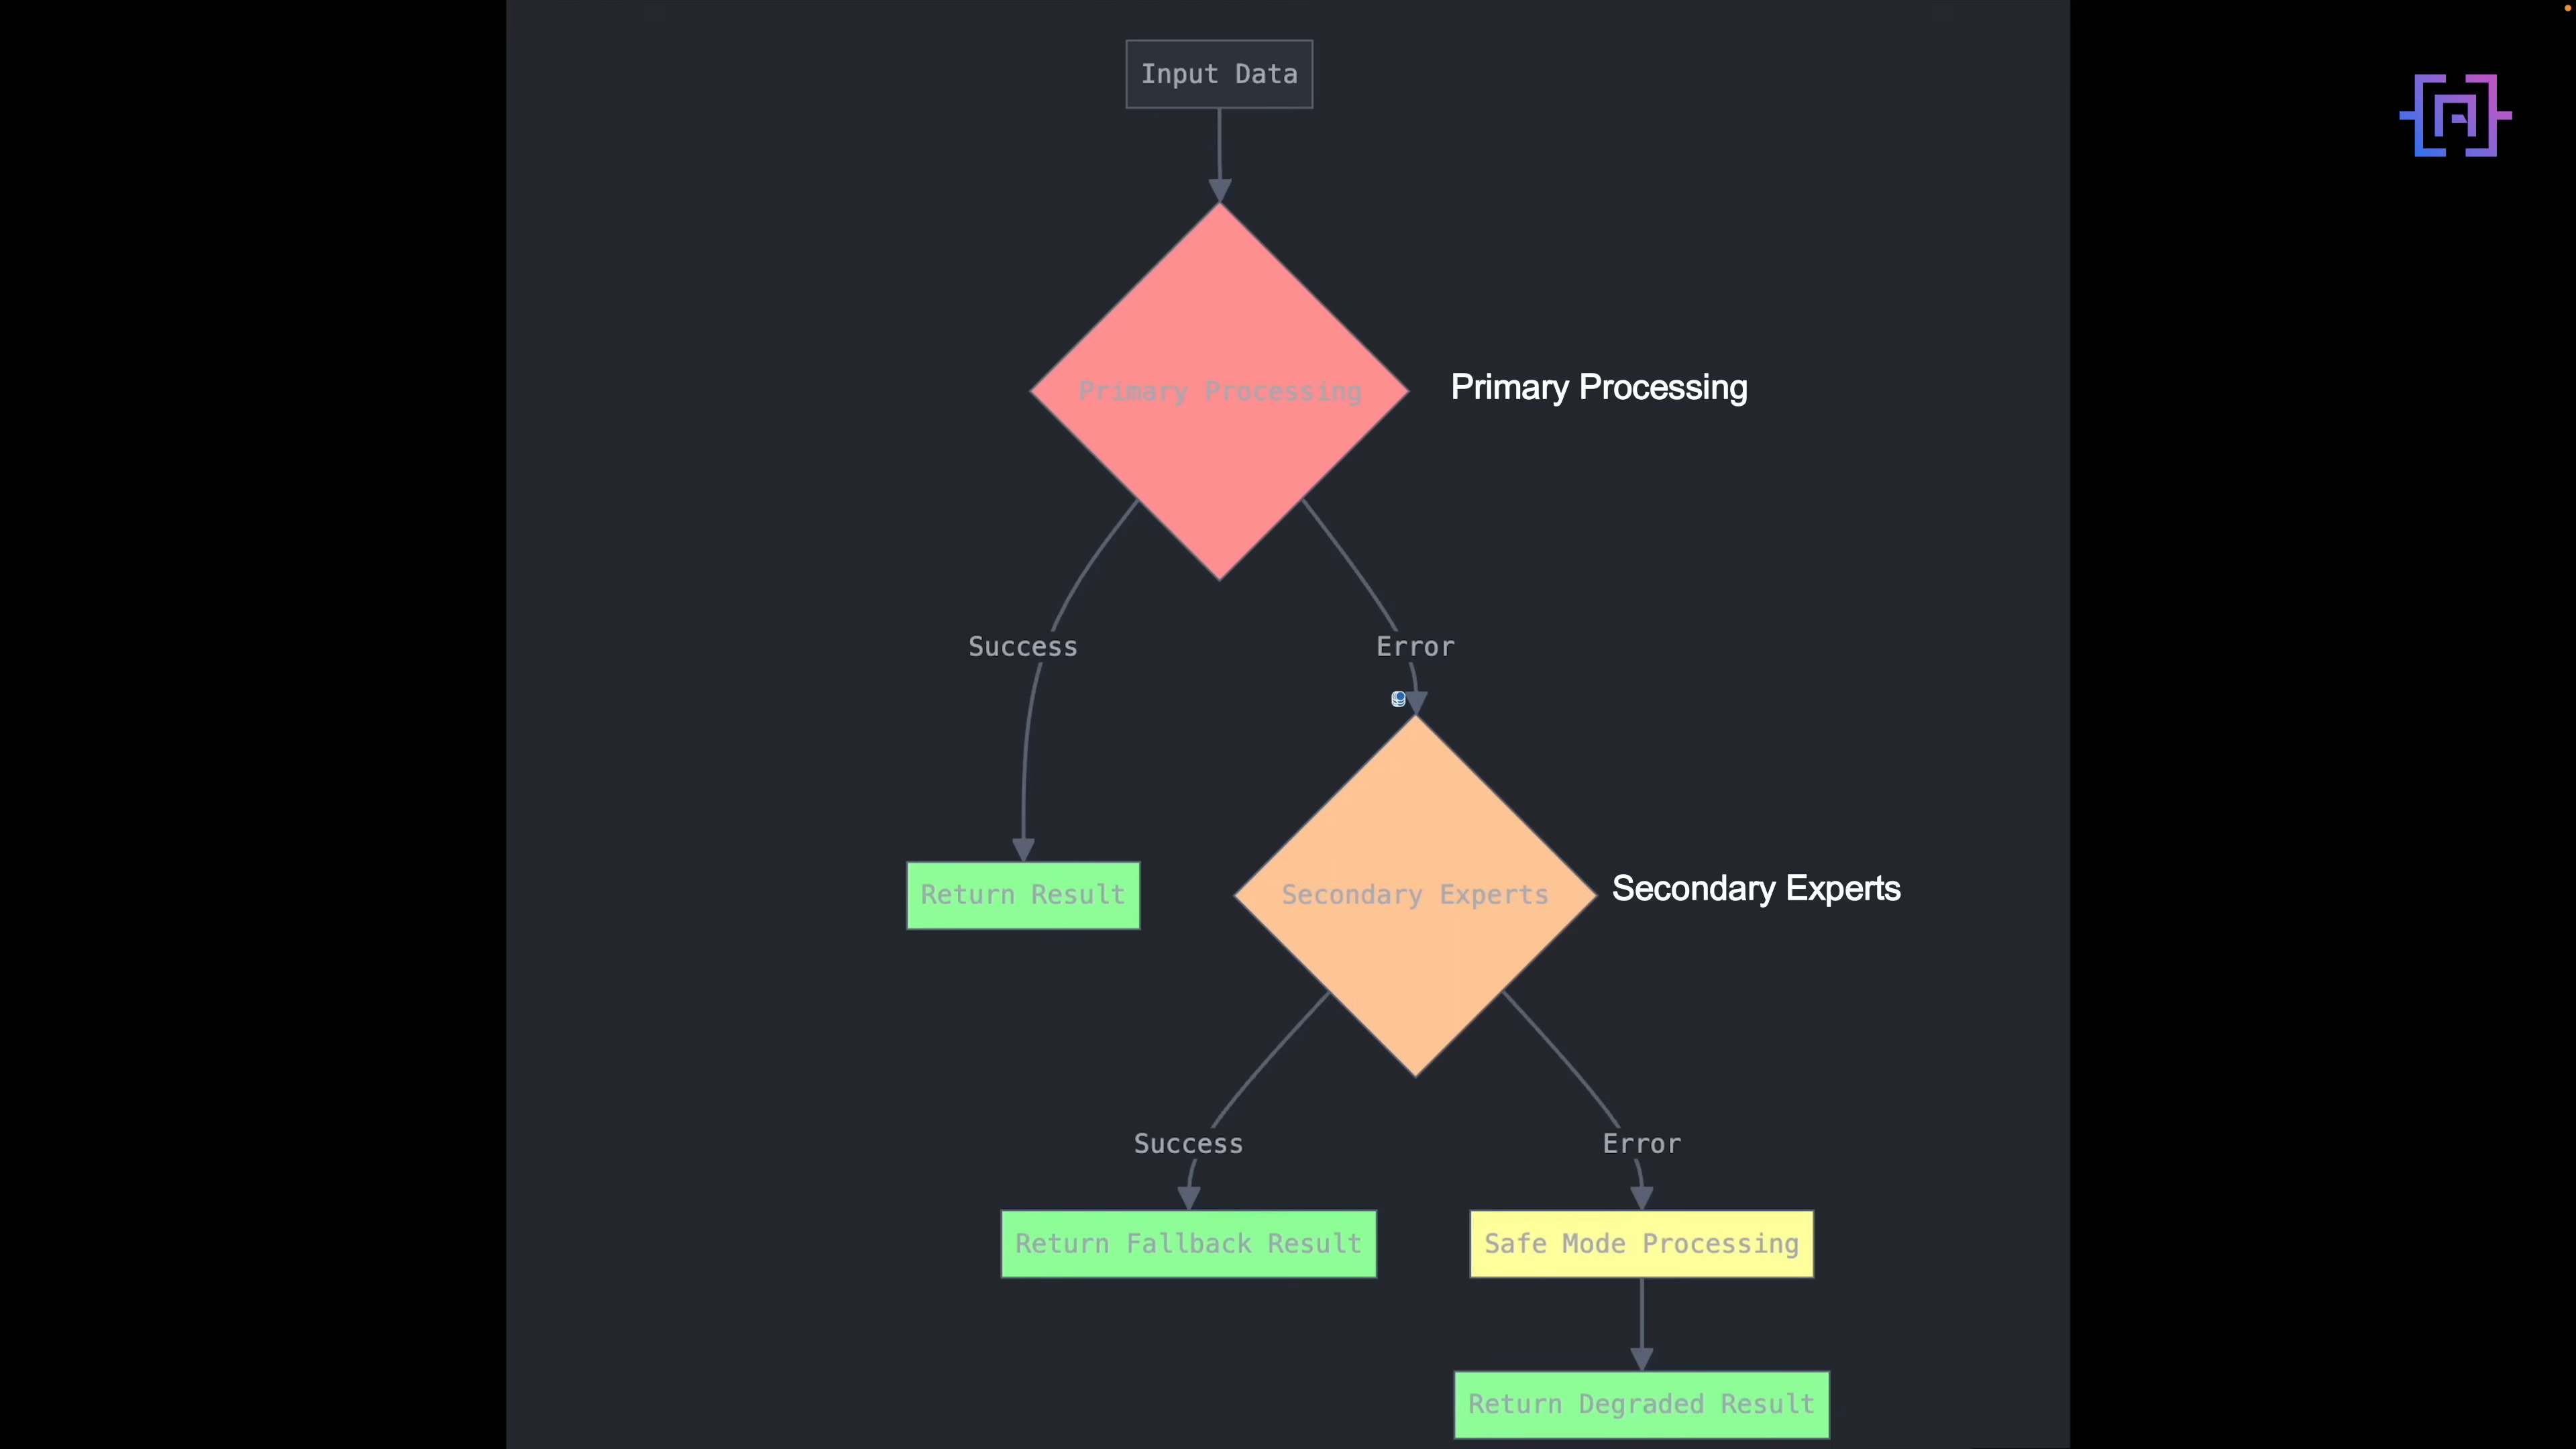 Input Data
Primary Processing
Primary Processing
Success
Error
Return Result
Secondary Experts
Secondary Experts
Success
Error
Return Fallback Result
Safe Mode Processing
Return Degraded Result